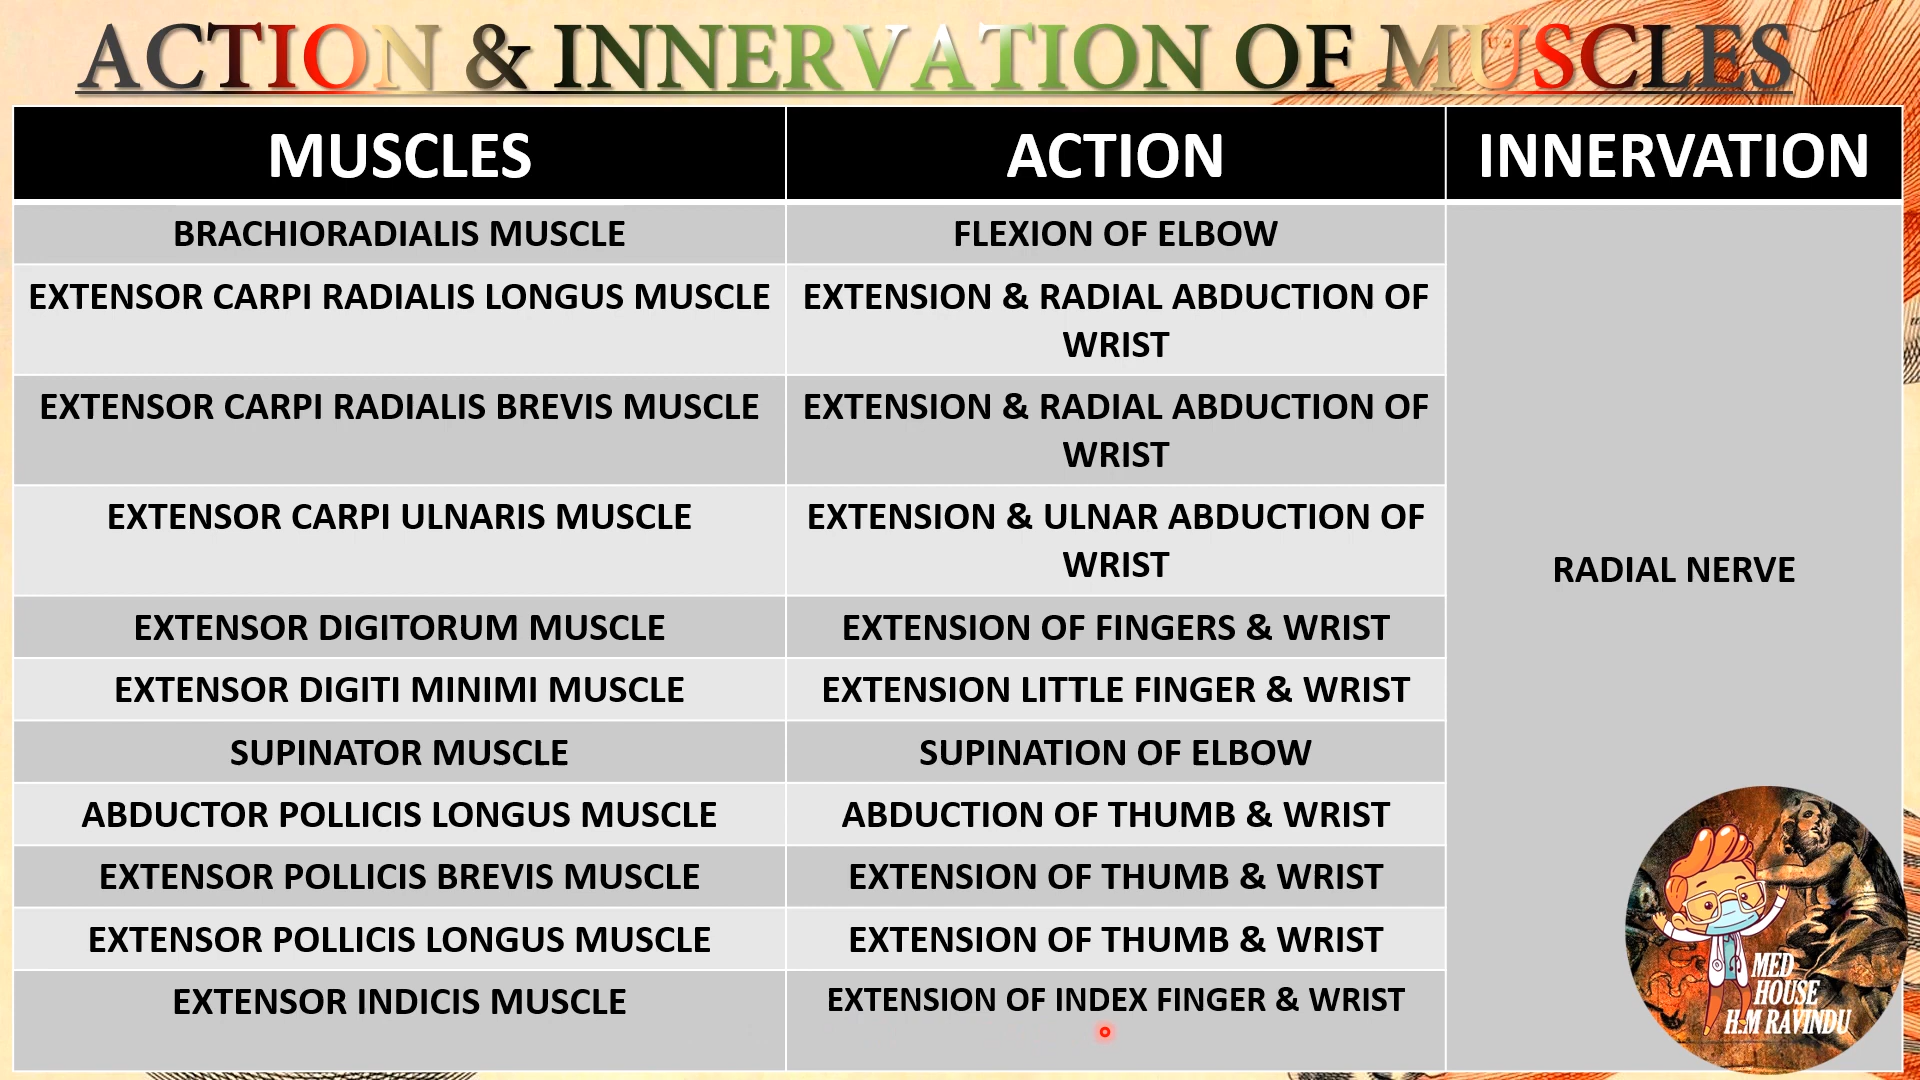 ACTION & INNERVATION OF MUSCLES
MUSCLES
ACTION
INNERVATION
BRACHIORADIALIS MUSCLE
FLEXION OF ELBOW
EXTENSOR CARPI RADIALIS LONGUS MUSCLE
EXTENSION & RADIAL ABDUCTION OF
WRIST
EXTENSOR CARPI RADIALIS BREVIS MUSCLE
EXTENSION & RADIAL ABDUCTION OF
WRIST
EXTENSOR CARPI ULNARIS MUSCLE
EXTENSION & ULNAR ABDUCTION OF
WRIST
RADIAL NERVE
EXTENSOR DIGITORUM MUSCLE
EXTENSION OF FINGERS & WRIST
EXTENSOR DIGITI MINIMI MUSCLE
EXTENSION LITTLE FINGER & WRIST
SUPINATOR MUSCLE
SUPINATION OF ELBOW
ABDUCTOR POLLICIS LONGUS MUSCLE
ABDUCTION OF THUMB & WRIST
EXTENSOR POLLICIS BREVIS MUSCLE
EXTENSION OF THUMB & WRIST
EXTENSOR POLLICIS LONGUS MUSCLE
EXTENSION OF THUMB & WRIST
EXTENSOR INDICIS MUSCLE
EXTENSION OF INDEX FINGER & WRIST
MED
HOUSE
H.M RAVINDU